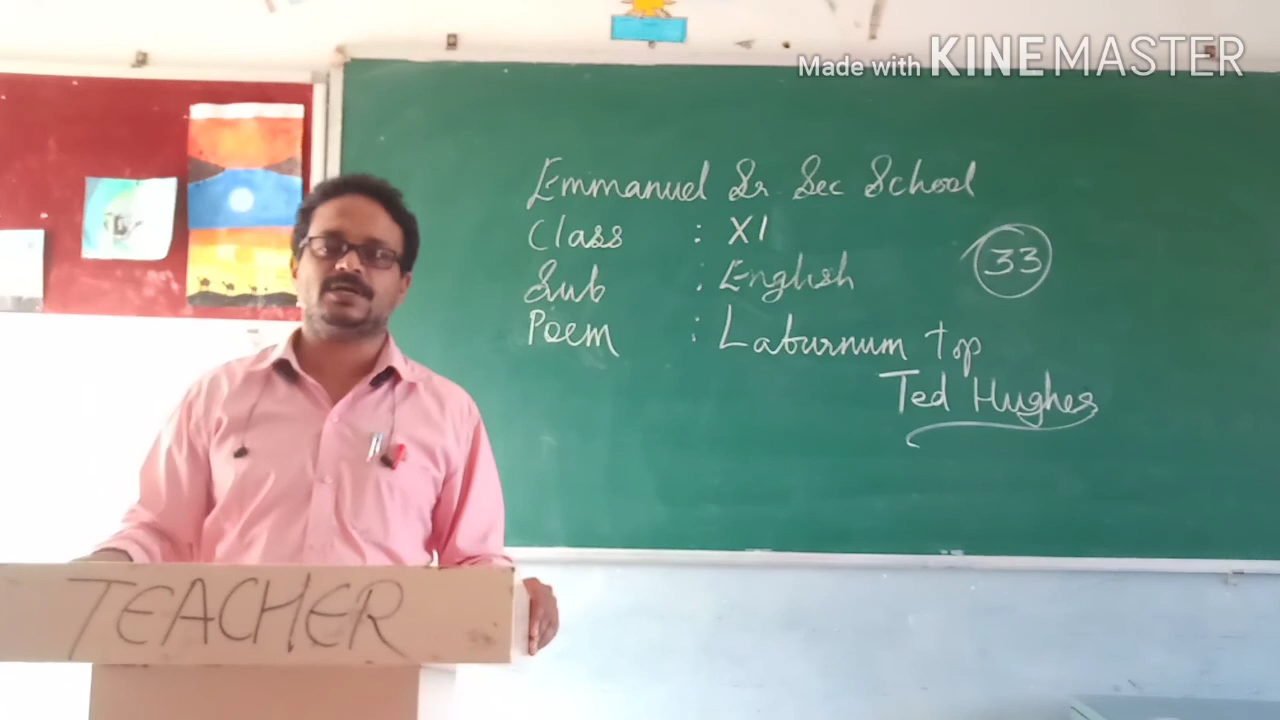 Made with KINEMASTER
Emmanuel Sr Sec School
Class : XI
33
Sub : English
Poem : Laburnum top
Ted Hughes
TEACHER